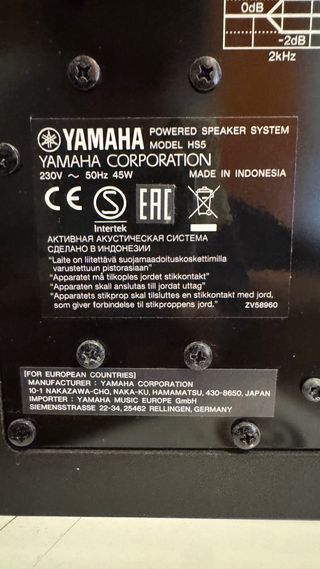 0dB
-2dB
2kHz
YAMAHA POWERED SPEAKER SYSTEM
MODEL HS5
YAMAHA CORPORATION
230V ~ 50Hz 45W MADE IN INDONESIA
CE S EAC
Intertek
АКТИВНАЯ АКУСТИЧЕСКАЯ СИСТЕМА
СДЕЛАНО В ИНДОНЕЗИИ
"Laite on liitettävä suojamaadoituskoskettimilla
varustettuun pistorasiaan"
"Apparatet må tilkoples jordet stikkontakt"
"Apparaten skall anslutas till jordat uttag"
"Apparatets stikprop skal tilsluttes en stikkontakt med jord,
som giver forbindelse til stikproppens jord."
ZV58960
[FOR EUROPEAN COUNTRIES]
MANUFACTURER : YAMAHA CORPORATION
10-1 NAKAZAWA-CHO, NAKA-KU, HAMAMATSU, 430-8650, JAPAN
IMPORTER : YAMAHA MUSIC EUROPE GmbH
SIEMENSSTRASSE 22-34, 25462 RELLINGEN, GERMANY